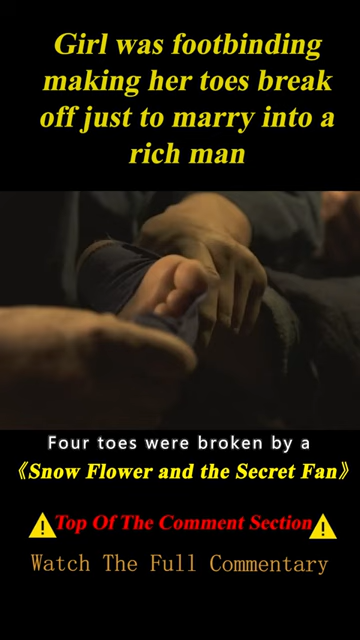 Girl was footbinding
making her toes break
off just to marry into a
rich man
Four toes were broken by a
《Snow Flower and the Secret Fan》
Top Of The Comment Section
Watch The Full Commentary